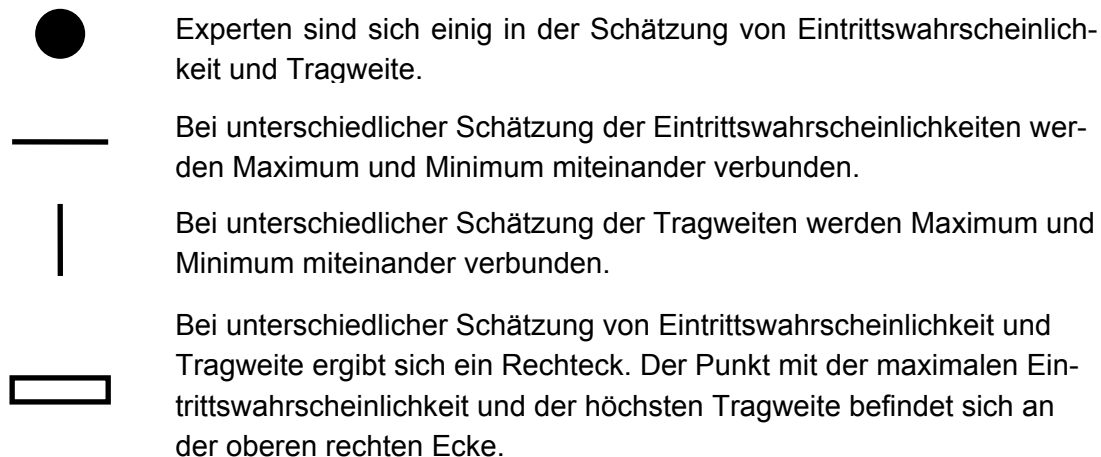 Experten sind sich einig in der Schätzung von Eintrittswahrscheinlich-
keit und Tragweite.
Bei unterschiedlicher Schätzung der Eintrittswahrscheinlichkeiten wer-
den Maximum und Minimum miteinander verbunden.
Bei unterschiedlicher Schätzung der Tragweiten werden Maximum und
Minimum miteinander verbunden.
Bei unterschiedlicher Schätzung von Eintrittswahrscheinlichkeit und
Tragweite ergibt sich ein Rechteck. Der Punkt mit der maximalen Ein-
trittswahrscheinlichkeit und der höchsten Tragweite befindet sich an
der oberen rechten Ecke.